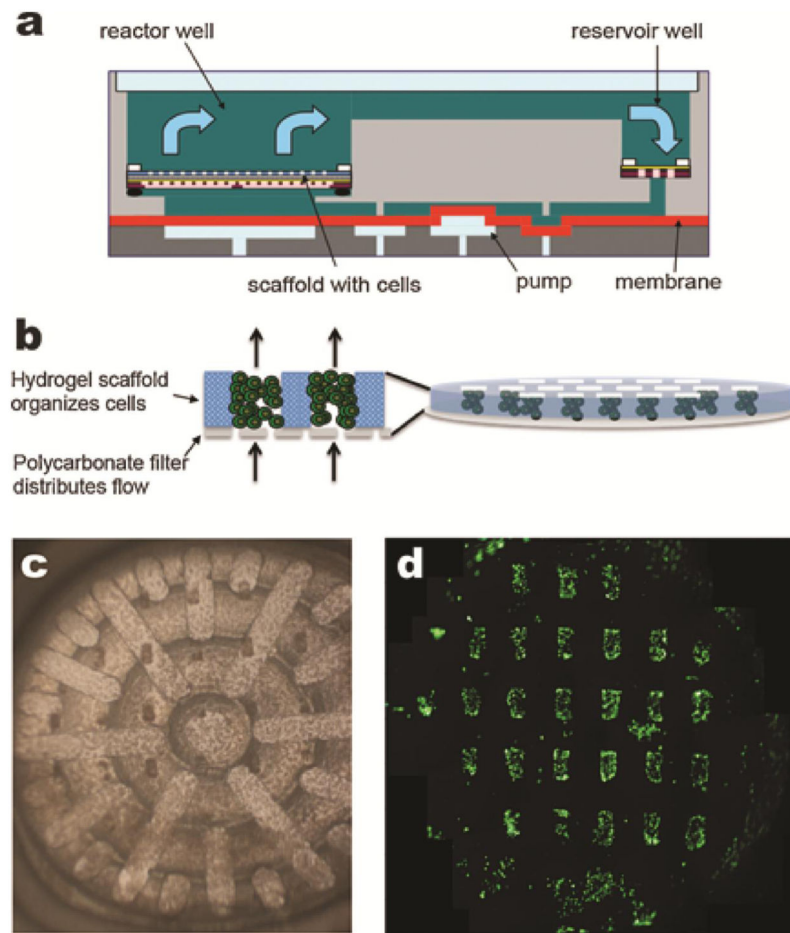 a
reactor well
reservoir well
scaffold with cells
pump
membrane
b
Hydrogel scaffold
organizes cells
Polycarbonate filter
distributes flow
c
d